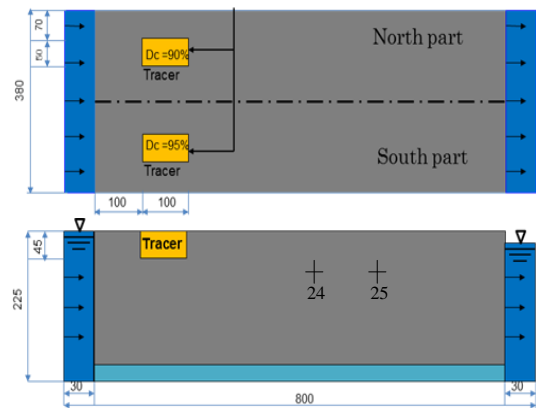 70
50
380
North part
Dc =90%
Tracer
Dc =95%
Tracer
South part
100
100
45
225
Tracer
24
25
30
800
30